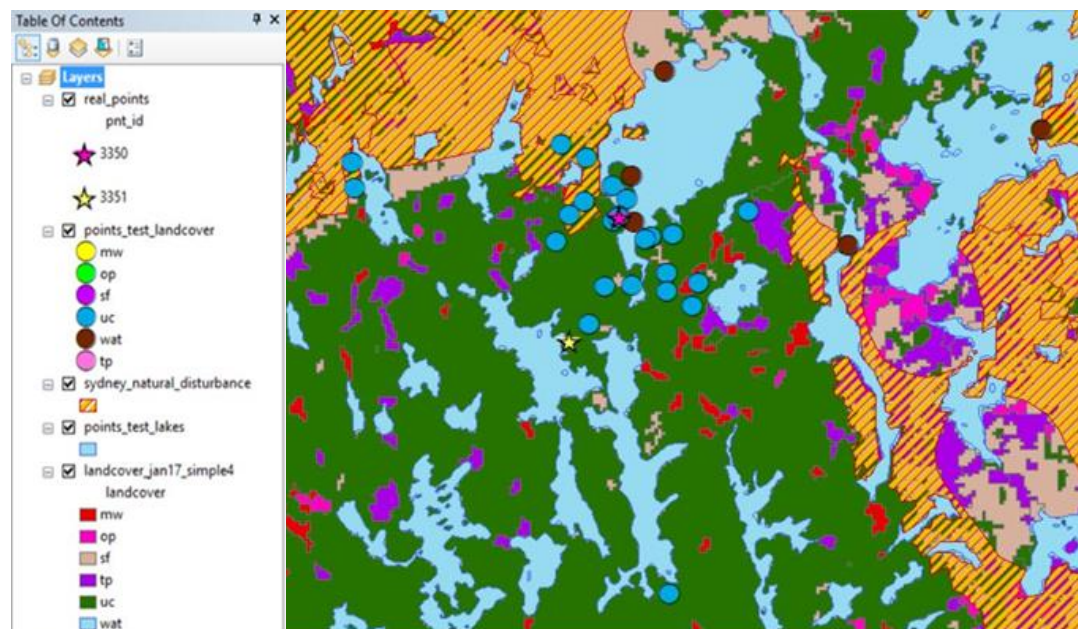 Table Of Contents
Layers
real_points
pnt_id
3350
3351
points_test_landcover
mw
op
sf
uc
wat
tp
sydney_natural_disturbance
points_test_lakes
landcover_jan17_simple4
landcover
mw
op
sf
tp
uc
wat